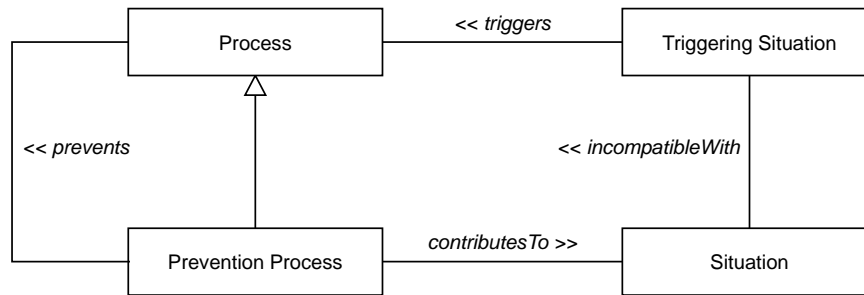 Process
<< triggers
Triggering Situation
<< prevents
<< incompatibleWith
Prevention Process
contributesTo >>
Situation